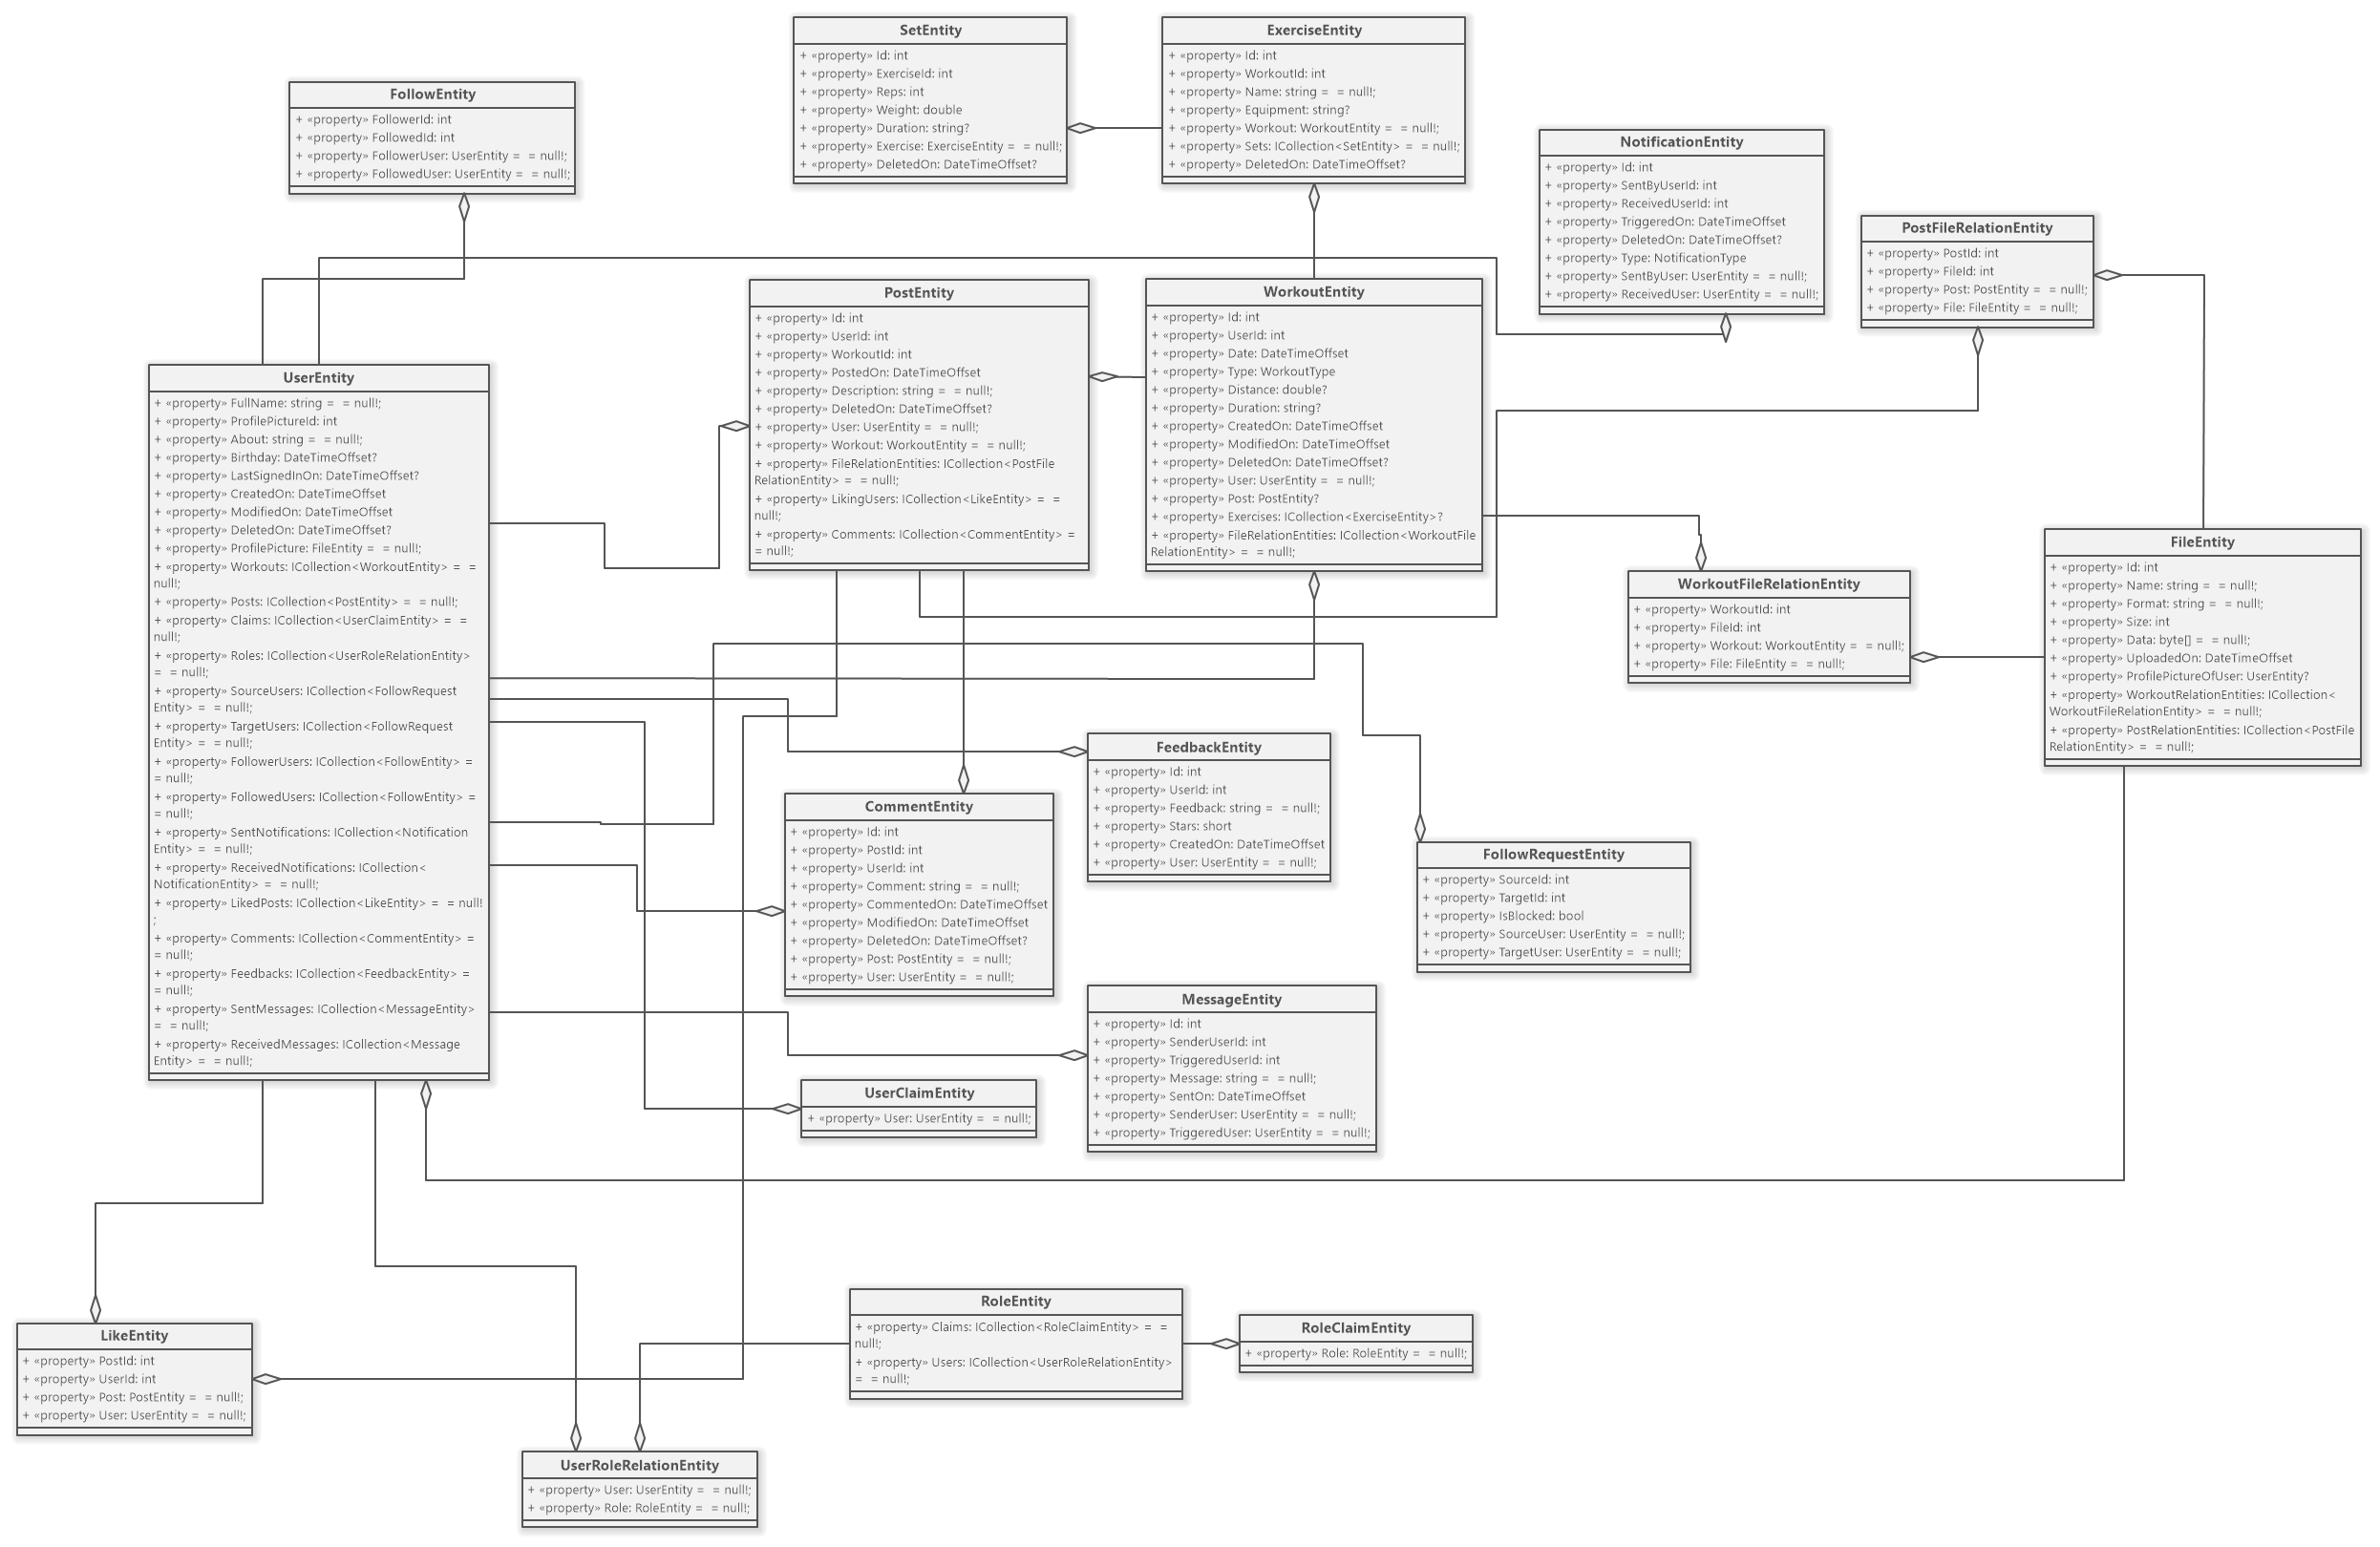 SetEntity
+ «property» Id: int
+ «property» ExerciseId: int
+ «property» Reps: int
+ «property» Weight: double
+ «property» Duration: string?
+ «property» Exercise: ExerciseEntity =  = null!;
+ «property» DeletedOn: DateTimeOffset?
ExerciseEntity
+ «property» Id: int
+ «property» WorkoutId: int
+ «property» Name: string =  = null!;
+ «property» Equipment: string?
+ «property» Workout: WorkoutEntity =  = null!;
+ «property» Sets: ICollection<SetEntity> =  = null!;
+ «property» DeletedOn: DateTimeOffset?
FollowEntity
+ «property» FollowerId: int
+ «property» FollowedId: int
+ «property» FollowerUser: UserEntity =  = null!;
+ «property» FollowedUser: UserEntity =  = null!;
NotificationEntity
+ «property» Id: int
+ «property» SentByUserId: int
+ «property» ReceivedUserId: int
+ «property» TriggeredOn: DateTimeOffset
+ «property» DeletedOn: DateTimeOffset?
+ «property» Type: NotificationType
+ «property» SentByUser: UserEntity =  = null!;
+ «property» ReceivedUser: UserEntity =  = null!;
PostFileRelationEntity
+ «property» PostId: int
+ «property» FileId: int
+ «property» Post: PostEntity =  = null!;
+ «property» File: FileEntity =  = null!;
PostEntity
+ «property» Id: int
+ «property» UserId: int
+ «property» WorkoutId: int
+ «property» PostedOn: DateTimeOffset
+ «property» Description: string =  = null!;
+ «property» DeletedOn: DateTimeOffset?
+ «property» User: UserEntity =  = null!;
+ «property» Workout: WorkoutEntity =  = null!;
+ «property» FileRelationEntities: ICollection<PostFile
RelationEntity> =  = null!;
+ «property» LikingUsers: ICollection<LikeEntity> =  =
null!;
+ «property» Comments: ICollection<CommentEntity> =
= null!;
WorkoutEntity
+ «property» Id: int
+ «property» UserId: int
+ «property» Date: DateTimeOffset
+ «property» Type: WorkoutType
+ «property» Distance: double?
+ «property» Duration: string?
+ «property» CreatedOn: DateTimeOffset
+ «property» ModifiedOn: DateTimeOffset
+ «property» DeletedOn: DateTimeOffset?
+ «property» User: UserEntity =  = null!;
+ «property» Post: PostEntity?
+ «property» Exercises: ICollection<ExerciseEntity>?
+ «property» FileRelationEntities: ICollection<WorkoutFile
RelationEntity> =  = null!;
UserEntity
+ «property» FullName: string =  = null!;
+ «property» ProfilePictureId: int
+ «property» About: string =  = null!;
+ «property» Birthday: DateTimeOffset?
+ «property» LastSignedInOn: DateTimeOffset?
+ «property» CreatedOn: DateTimeOffset
+ «property» ModifiedOn: DateTimeOffset
+ «property» DeletedOn: DateTimeOffset?
+ «property» ProfilePicture: FileEntity =  = null!;
+ «property» Workouts: ICollection<WorkoutEntity> =  =
null!;
+ «property» Posts: ICollection<PostEntity> =  = null!;
+ «property» Claims: ICollection<UserClaimEntity> =  =
null!;
+ «property» Roles: ICollection<UserRoleRelationEntity>
=  = null!;
+ «property» SourceUsers: ICollection<FollowRequest
Entity> =  = null!;
+ «property» TargetUsers: ICollection<FollowRequest
Entity> =  = null!;
+ «property» FollowerUsers: ICollection<FollowEntity> =
= null!;
+ «property» FollowedUsers: ICollection<FollowEntity> =
= null!;
+ «property» SentNotifications: ICollection<Notification
Entity> =  = null!;
+ «property» ReceivedNotifications: ICollection<
NotificationEntity> =  = null!;
+ «property» LikedPosts: ICollection<LikeEntity> =  = null!
;
+ «property» Comments: ICollection<CommentEntity> =
= null!;
+ «property» Feedbacks: ICollection<FeedbackEntity> =
= null!;
+ «property» SentMessages: ICollection<MessageEntity>
=  = null!;
+ «property» ReceivedMessages: ICollection<Message
Entity> =  = null!;
WorkoutFileRelationEntity
+ «property» WorkoutId: int
+ «property» FileId: int
+ «property» Workout: WorkoutEntity =  = null!;
+ «property» File: FileEntity =  = null!;
FileEntity
+ «property» Id: int
+ «property» Name: string =  = null!;
+ «property» Format: string =  = null!;
+ «property» Size: int
+ «property» Data: byte[] =  = null!;
+ «property» UploadedOn: DateTimeOffset
+ «property» ProfilePictureOfUser: UserEntity?
+ «property» WorkoutRelationEntities: ICollection<
WorkoutFileRelationEntity> =  = null!;
+ «property» PostRelationEntities: ICollection<PostFile
RelationEntity> =  = null!;
FeedbackEntity
+ «property» Id: int
+ «property» UserId: int
+ «property» Feedback: string =  = null!;
+ «property» Stars: short
+ «property» CreatedOn: DateTimeOffset
+ «property» User: UserEntity =  = null!;
CommentEntity
+ «property» Id: int
+ «property» PostId: int
+ «property» UserId: int
+ «property» Comment: string =  = null!;
+ «property» CommentedOn: DateTimeOffset
+ «property» ModifiedOn: DateTimeOffset
+ «property» DeletedOn: DateTimeOffset?
+ «property» Post: PostEntity =  = null!;
+ «property» User: UserEntity =  = null!;
FollowRequestEntity
+ «property» SourceId: int
+ «property» TargetId: int
+ «property» IsBlocked: bool
+ «property» SourceUser: UserEntity =  = null!;
+ «property» TargetUser: UserEntity =  = null!;
MessageEntity
+ «property» Id: int
+ «property» SenderUserId: int
+ «property» TriggeredUserId: int
+ «property» Message: string =  = null!;
+ «property» SentOn: DateTimeOffset
+ «property» SenderUser: UserEntity =  = null!;
+ «property» TriggeredUser: UserEntity =  = null!;
UserClaimEntity
+ «property» User: UserEntity =  = null!;
RoleEntity
+ «property» Claims: ICollection<RoleClaimEntity> =  =
null!;
+ «property» Users: ICollection<UserRoleRelationEntity>
=  = null!;
RoleClaimEntity
+ «property» Role: RoleEntity =  = null!;
LikeEntity
+ «property» PostId: int
+ «property» UserId: int
+ «property» Post: PostEntity =  = null!;
+ «property» User: UserEntity =  = null!;
UserRoleRelationEntity
+ «property» User: UserEntity =  = null!;
+ «property» Role: RoleEntity =  = null!;